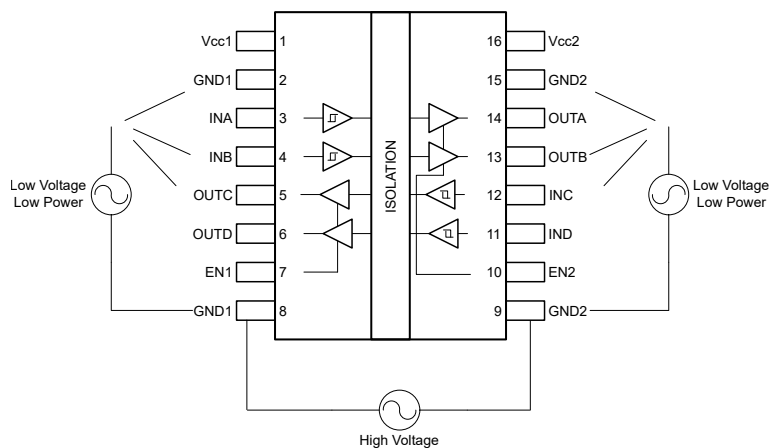 Vcc1 1 16 Vcc2
GND1 2 15 GND2
INA 3 14 OUTA
INB 4 13 OUTB
OUTC 5 12 INC
OUTD 6 11 IND
EN1 7 10 EN2
GND1 8 9 GND2
ISOLATION
Low Voltage
Low Power
Low Voltage
Low Power
High Voltage